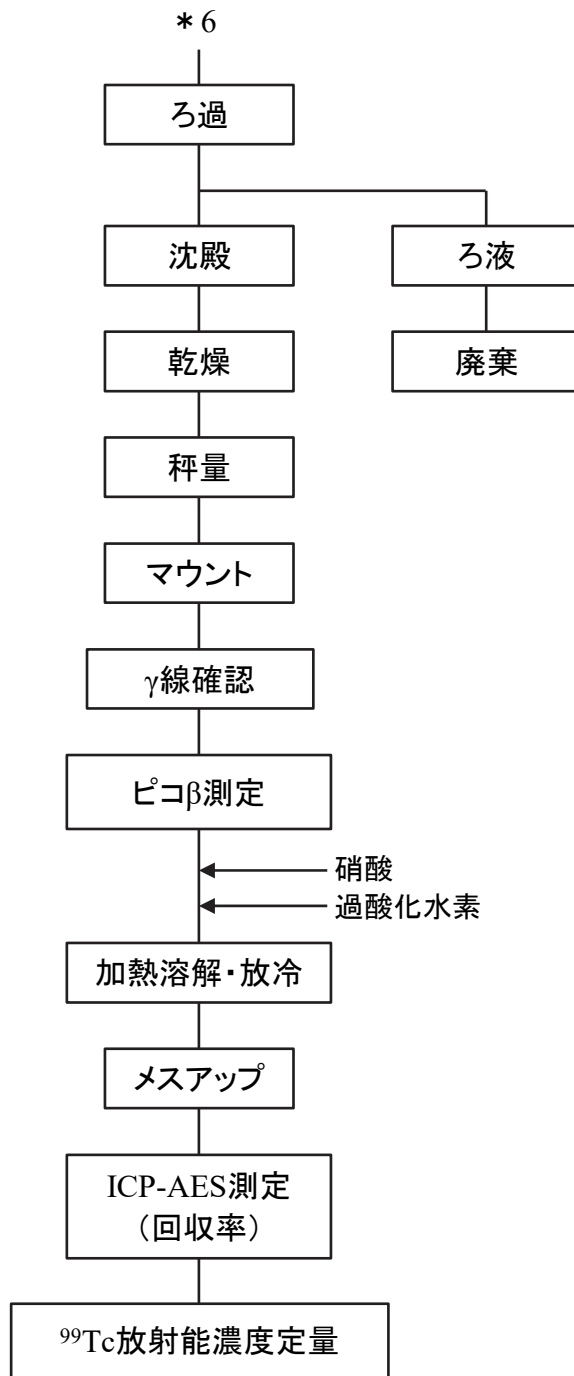 ＊6
ろ過
沈殿
ろ液
乾燥
廃棄
秤量
マウント
γ線確認
ピコβ測定
硝酸
過酸化水素
加熱溶解・放冷
メスアップ
ICP-AES測定
（回収率）
⁹⁹Tc放射能濃度定量